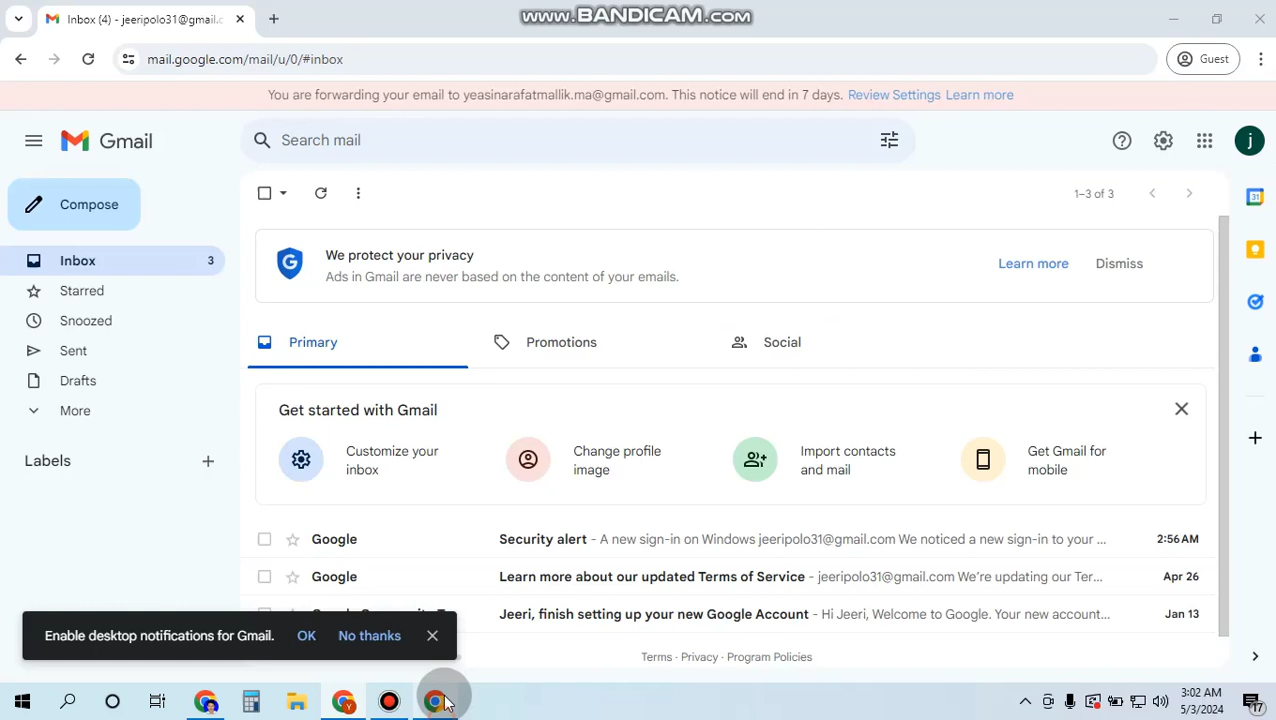 Inbox (4) - jeeripolo31@gmail.c
www.BANDICAM.com
mail.google.com/mail/u/0/#inbox
Guest
You are forwarding your email to yeasinarafatmallik.ma@gmail.com. This notice will end in 7 days. Review Settings Learn more
Gmail
Search mail
j
Compose
1–3 of 3
31
We protect your privacy
Ads in Gmail are never based on the content of your emails.
Learn more
Dismiss
Inbox 3
Starred
Snoozed
Sent
Drafts
More
Labels
Primary
Promotions
Social
Get started with Gmail
Customize your
inbox
Change profile
image
Import contacts
and mail
Get Gmail for
mobile
Google Security alert - A new sign-in on Windows jeeripolo31@gmail.com We noticed a new sign-in to your ... 2:56 AM
Google Learn more about our updated Terms of Service - jeeripolo31@gmail.com We're updating our Ter... Apr 26
Jeeri, finish setting up your new Google Account - Hi Jeeri, Welcome to Google. Your new account... Jan 13
Enable desktop notifications for Gmail. OK No thanks
Terms · Privacy · Program Policies
Y
3:02 AM
5/3/2024
17